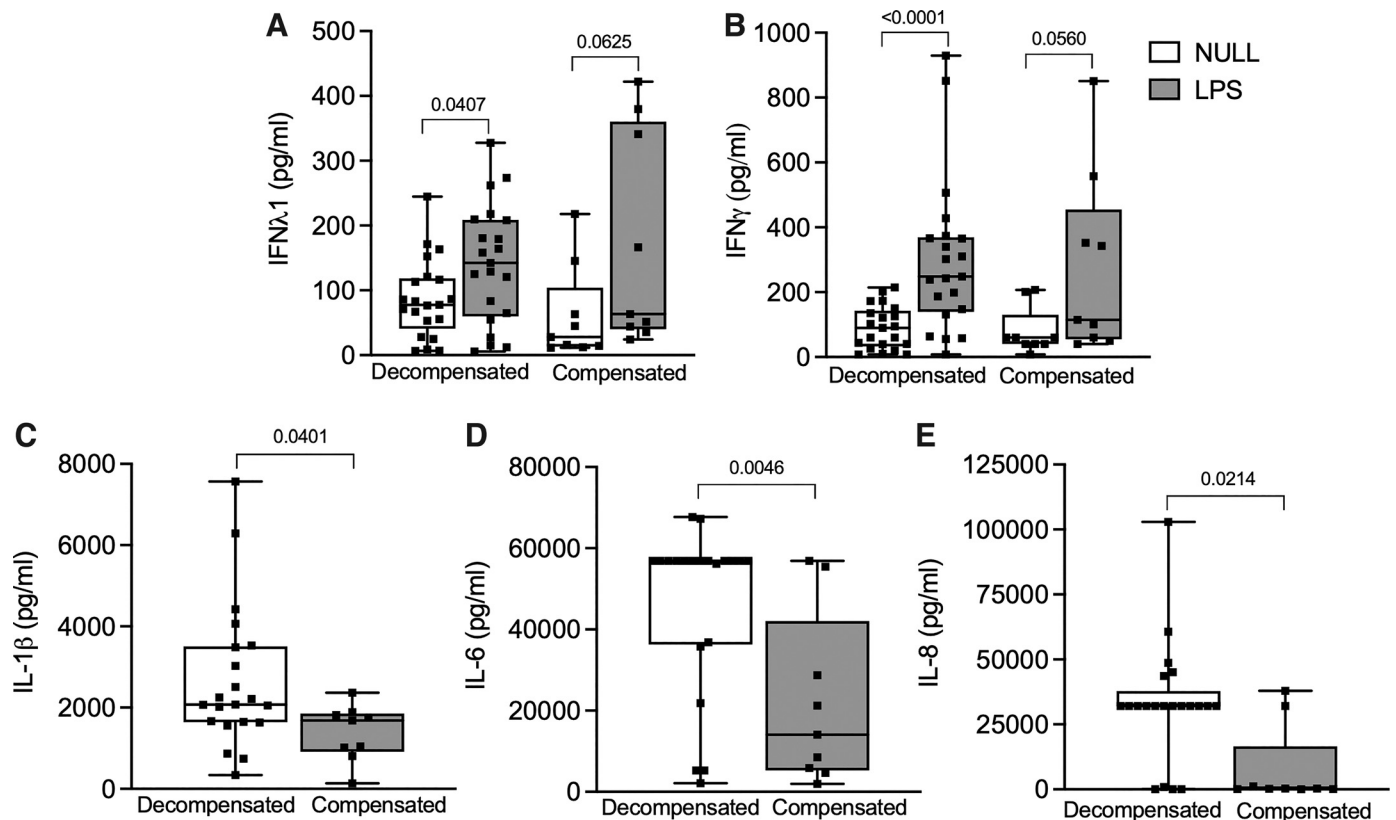 A
IFNλ1 (pg/ml)
500
400
300
200
100
0
0.0407
0.0625
Decompensated
Compensated
B
IFNγ (pg/ml)
1000
800
600
400
200
0
<0.0001
0.0560
Decompensated
Compensated
NULL
LPS
C
IL-1β (pg/ml)
8000
6000
4000
2000
0
0.0401
Decompensated
Compensated
D
IL-6 (pg/ml)
80000
60000
40000
20000
0
0.0046
Decompensated
Compensated
E
IL-8 (pg/ml)
125000
100000
75000
50000
25000
0
0.0214
Decompensated
Compensated